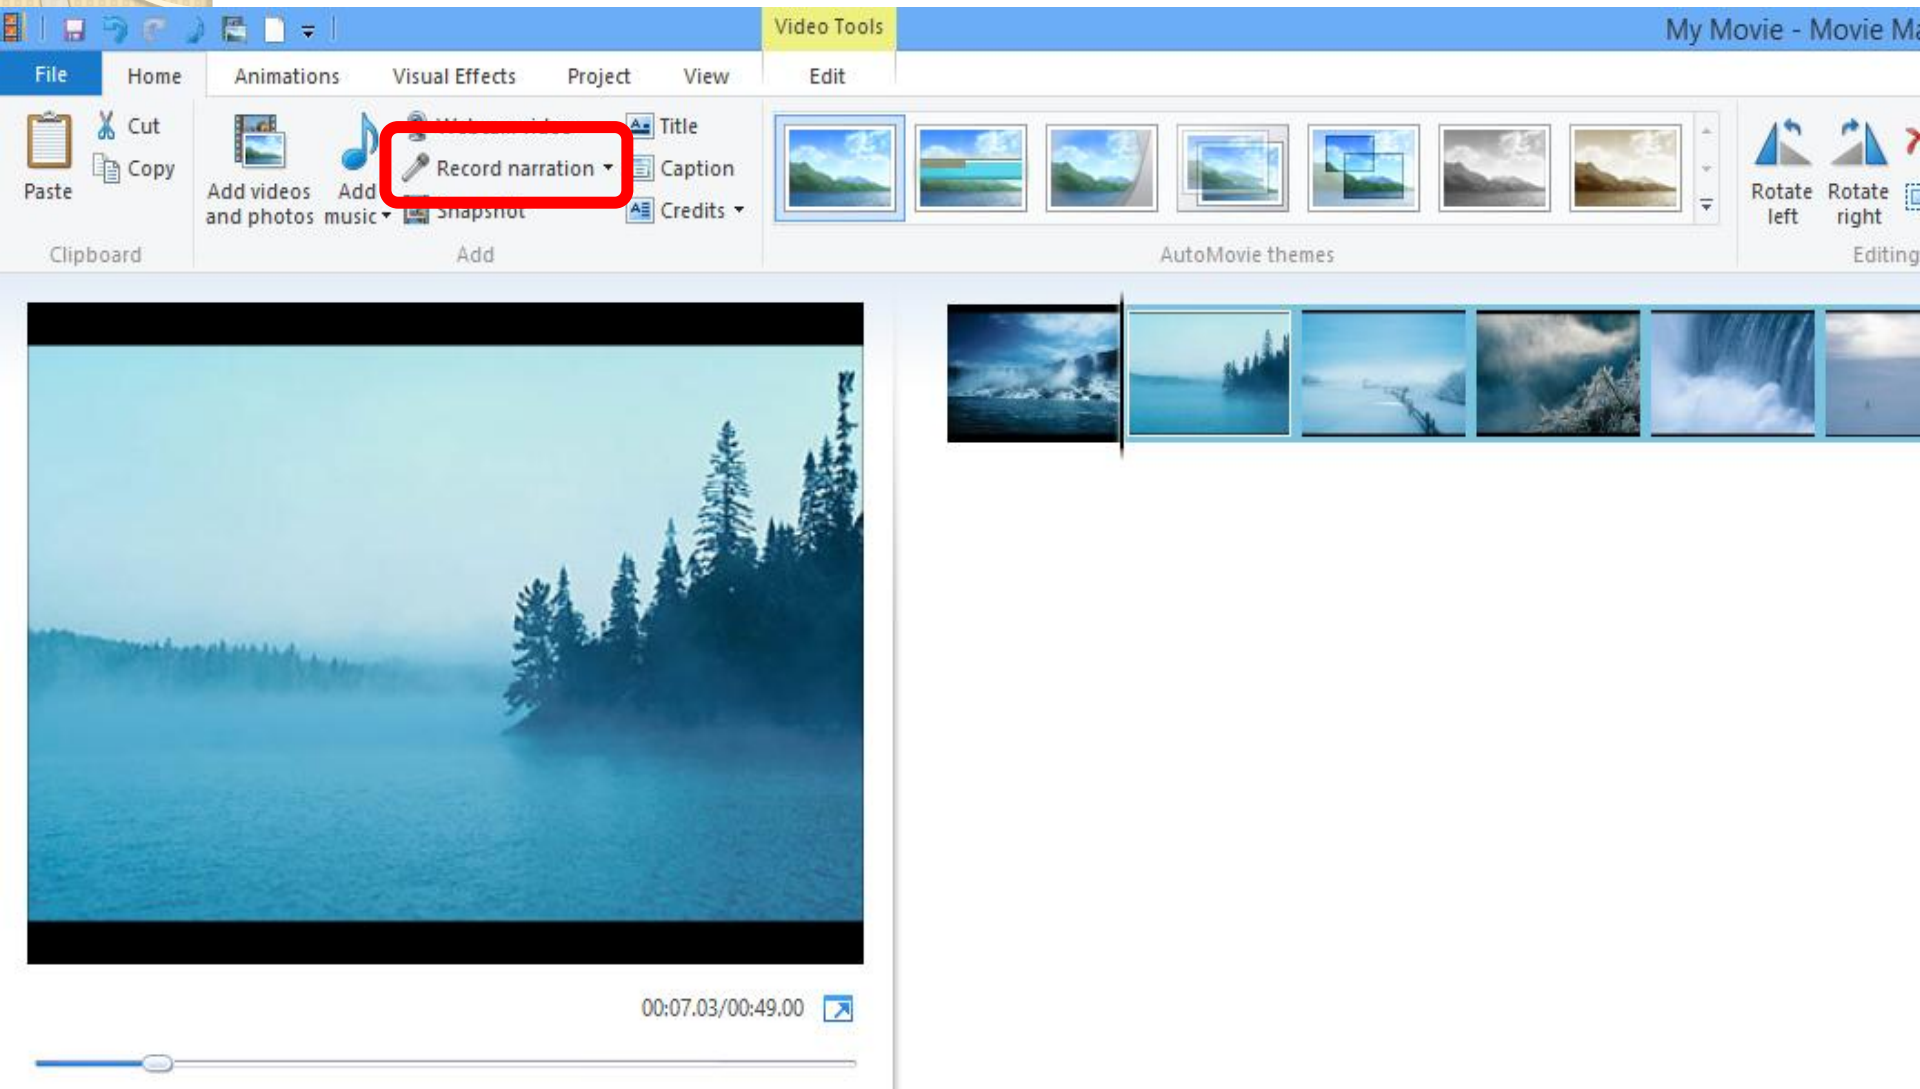 Video Tools
My Movie - Movie Ma
File Home Animations Visual Effects Project View Edit
Cut
Copy
Paste
Add videos
and photos
Add
music
Record narration
Snapshot
Title
Caption
Credits
Rotate
left
Rotate
right
Clipboard
Add
AutoMovie themes
Editing
00:07.03/00:49.00